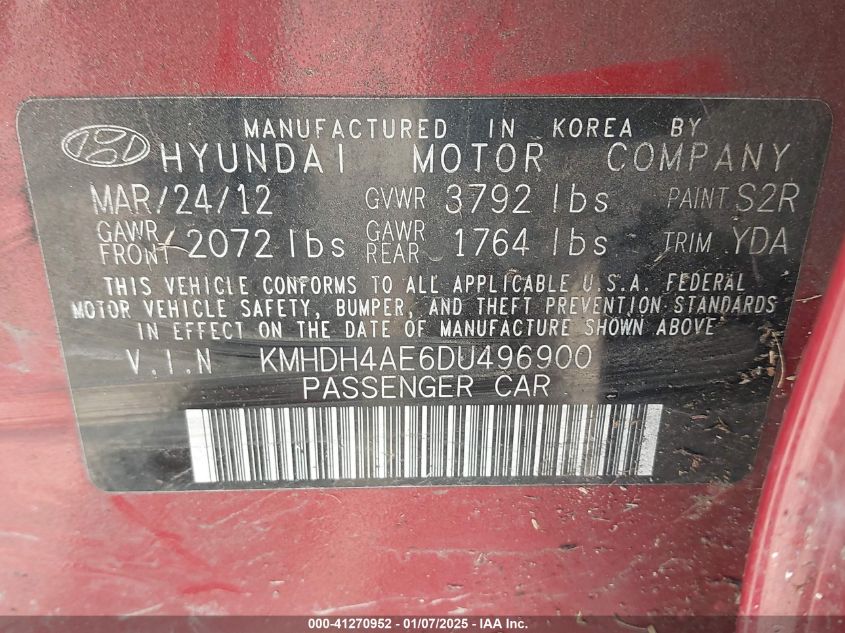 MANUFACTURED IN KOREA BY
HYUNDAI MOTOR COMPANY
MAR/24/12 GVWR 3792 lbs PAINT S2R
GAWR FRONT 2072 lbs GAWR REAR 1764 lbs TRIM YDA
THIS VEHICLE CONFORMS TO ALL APPLICABLE U.S.A. FEDERAL
MOTOR VEHICLE SAFETY, BUMPER, AND THEFT PREVENTION STANDARDS
IN EFFECT ON THE DATE OF MANUFACTURE SHOWN ABOVE
V.I.N KMHDH4AE6DU496900
PASSENGER CAR
000-41270952 - 01/07/2025 - IAA Inc.